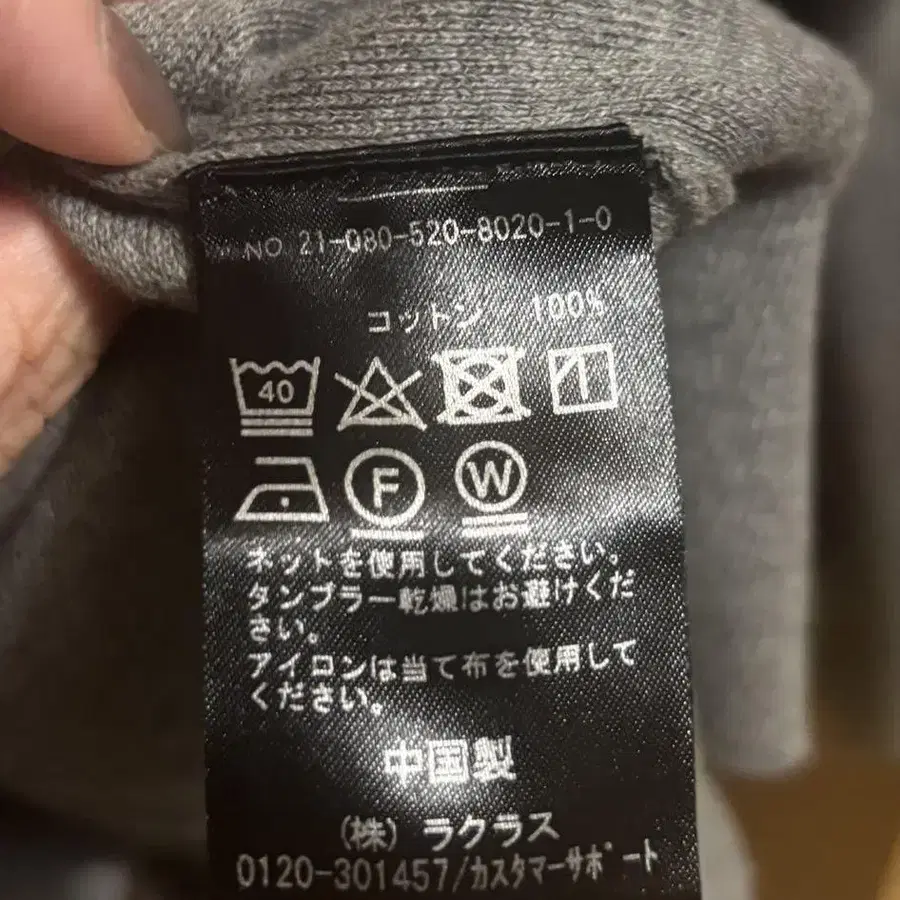 NO 21-080-520-8020-1-0
コットン 100%
40
F W
ネットを使用してください。
タンブラー乾燥はお避けくだ
さい。
アイロンは当て布を使用して
ください。
中国製
(株) ラクラス
0120-301457/カスタマーサポート